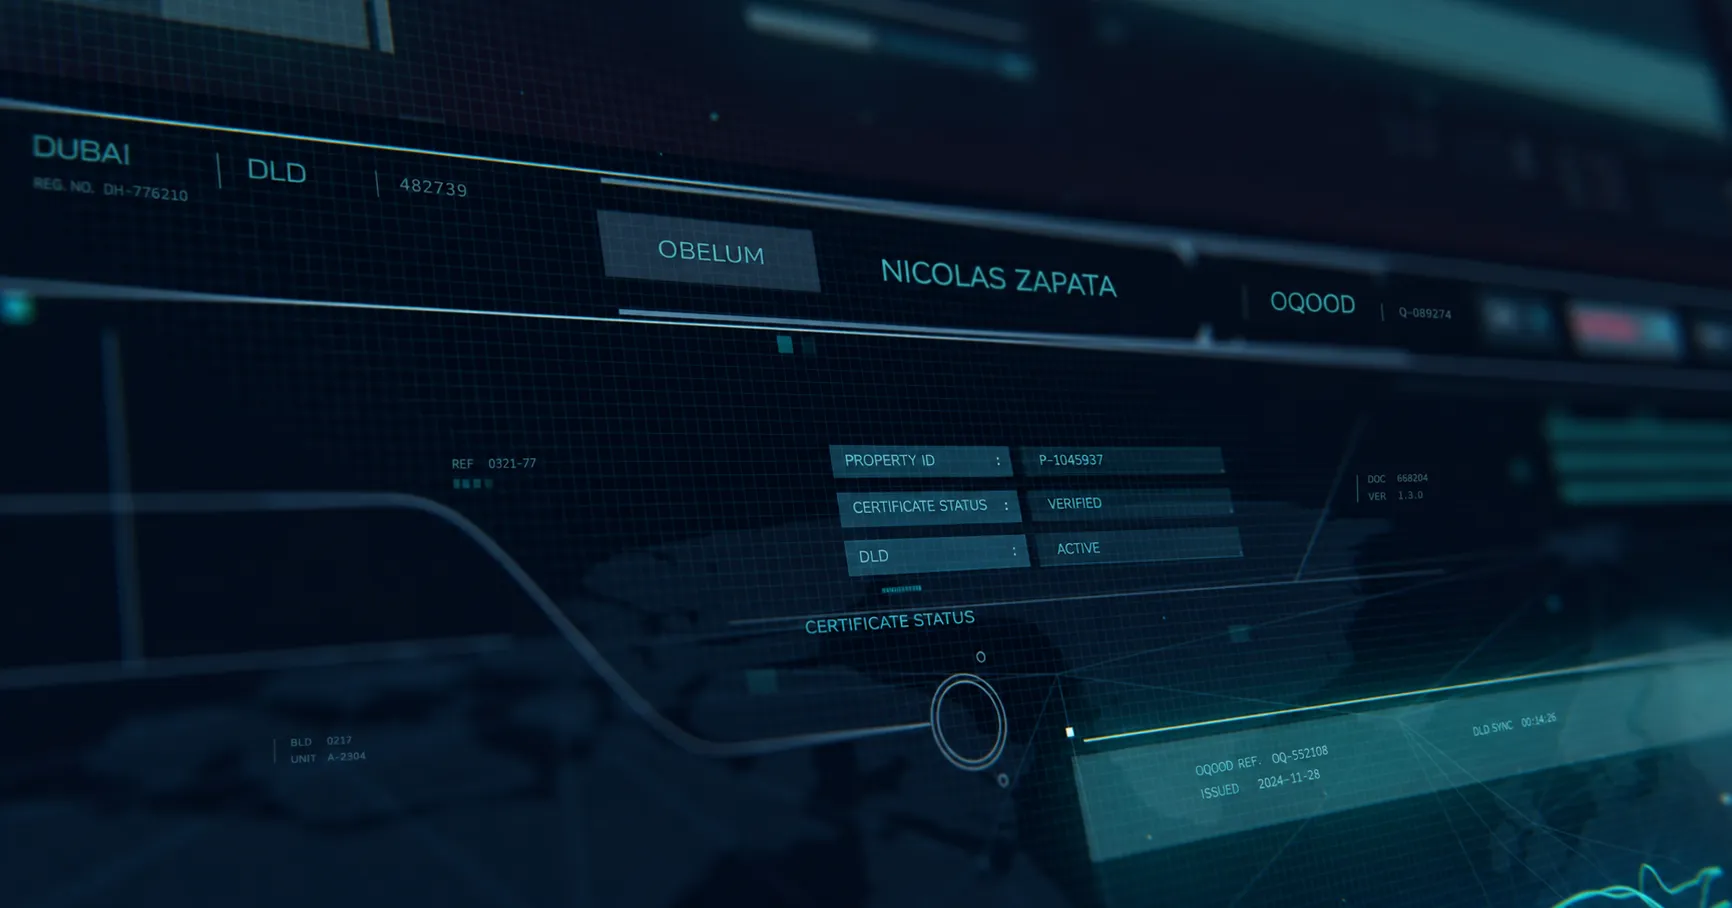 DUBAI
REG. NO. DH-776210
DLD
482739
OBELUM
NICOLAS ZAPATA
OQOOD
Q-089274
REF 0321-77
PROPERTY ID : P-1045937
CERTIFICATE STATUS : VERIFIED
DLD : ACTIVE
DOC 668204
VER 1.3.0
CERTIFICATE STATUS
BLD 0217
UNIT A-2304
OQOOD REF. OQ-552108
ISSUED 2024-11-28
DLD SYNC 00:14:26